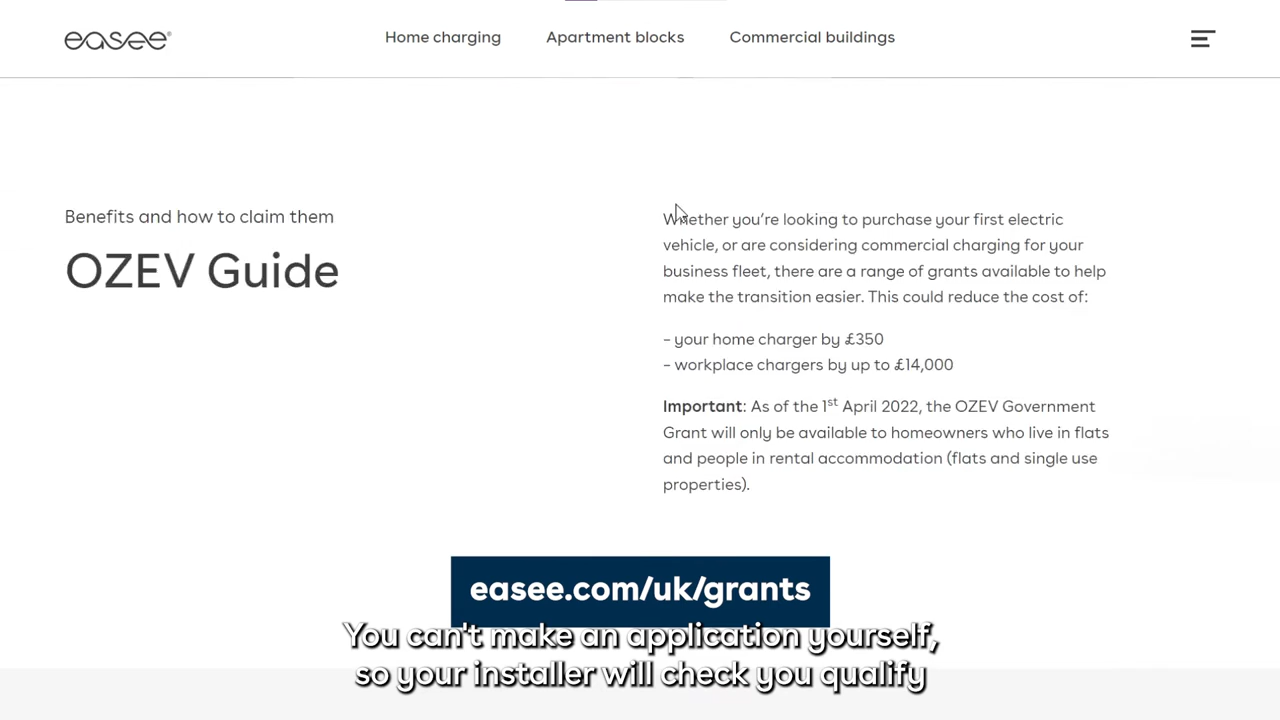 easee®
Home charging
Apartment blocks
Commercial buildings
Benefits and how to claim them
OZEV Guide
Whether you’re looking to purchase your first electric
vehicle, or are considering commercial charging for your
business fleet, there are a range of grants available to help
make the transition easier. This could reduce the cost of:
– your home charger by £350
– workplace chargers by up to £14,000
Important: As of the 1st April 2022, the OZEV Government
Grant will only be available to homeowners who live in flats
and people in rental accommodation (flats and single use
properties).
easee.com/uk/grants
You can't make an application yourself,
so your installer will check you qualify